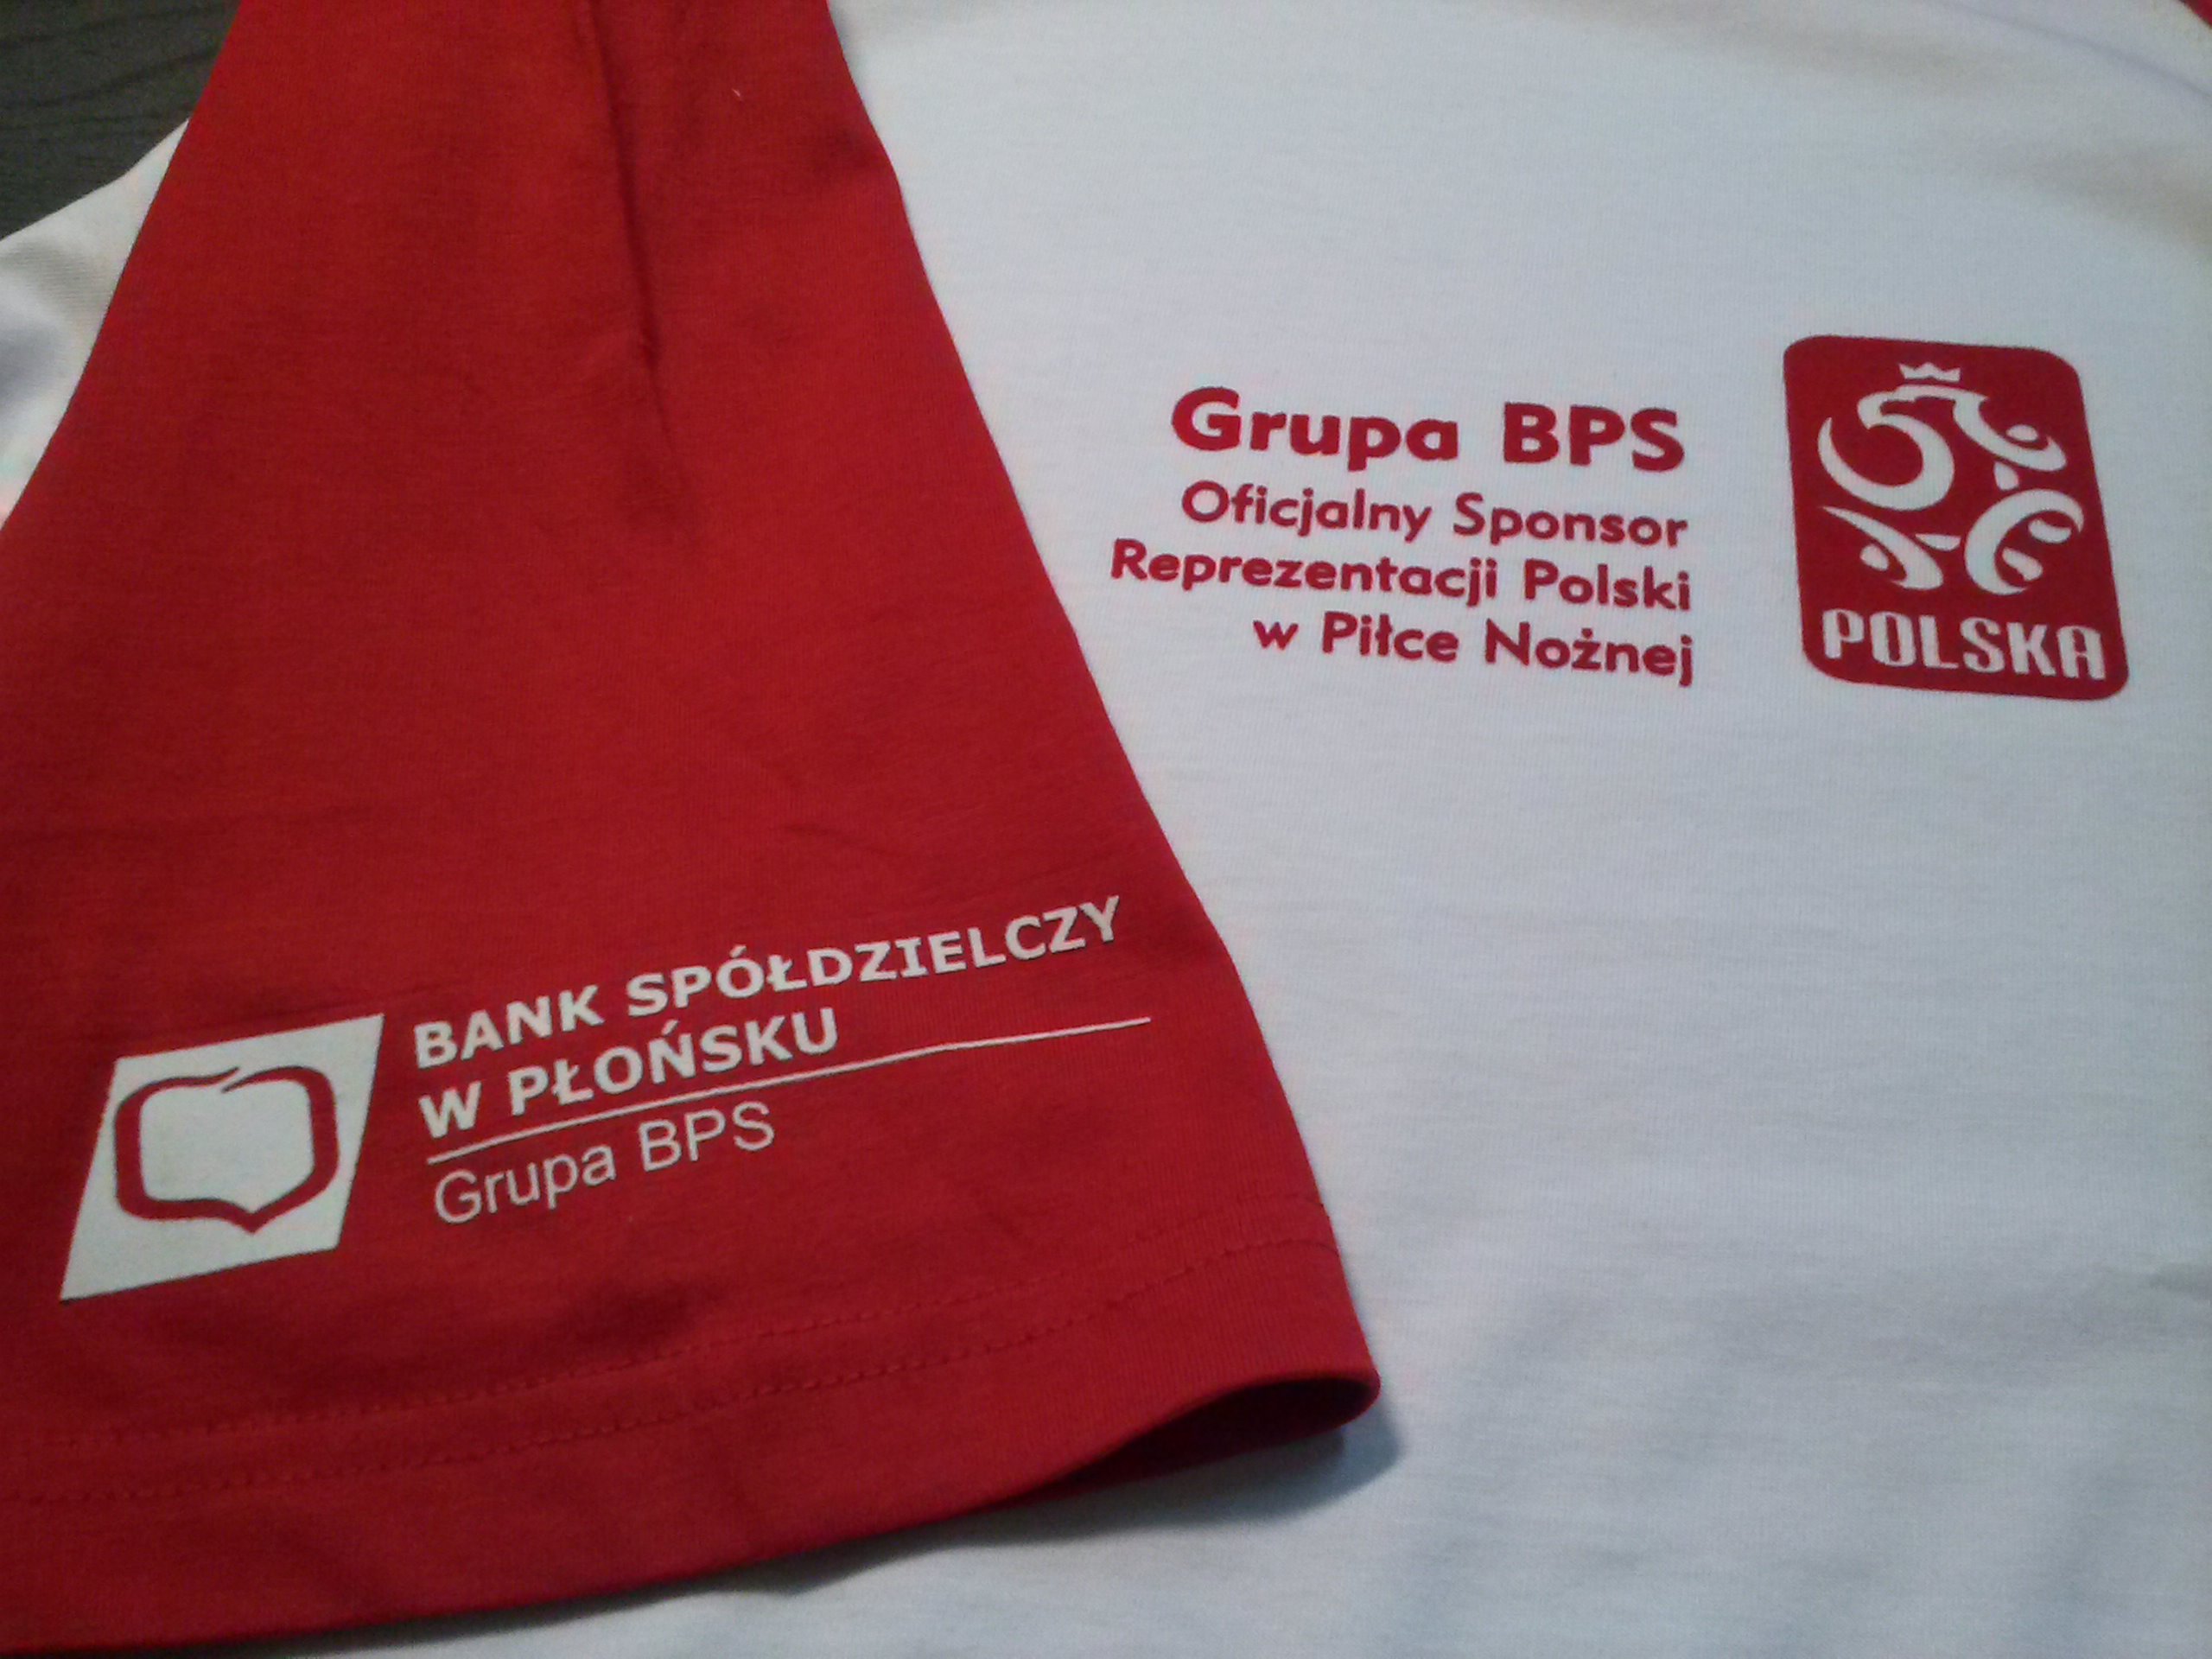 Grupa BPS
Oficjalny Sponsor
Reprezentacji Polski
w Piłce Nożnej
POLSKA
BANK SPÓŁDZIELCZY
W PŁOŃSKU
Grupa BPS